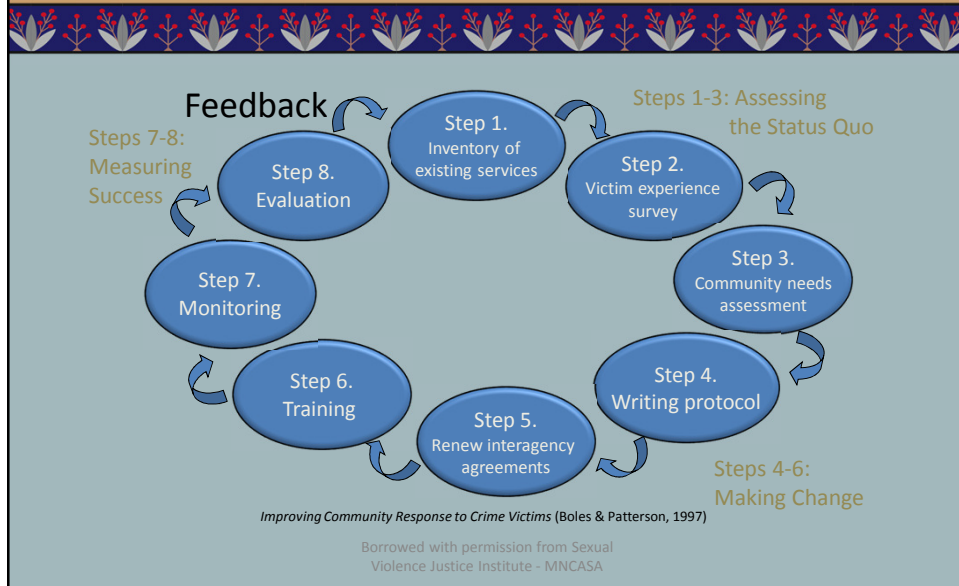 Feedback
Steps 1-3: Assessing
the Status Quo
Step 1.
Inventory of
existing services
Step 2.
Victim experience
survey
Step 3.
Community needs
assessment
Step 4.
Writing protocol
Steps 4-6:
Making Change
Step 5.
Renew interagency
agreements
Step 6.
Training
Step 7.
Monitoring
Steps 7-8:
Measuring
Success
Step 8.
Evaluation
Improving Community Response to Crime Victims (Boles & Patterson, 1997)
Borrowed with permission from Sexual
Violence Justice Institute - MNCASA